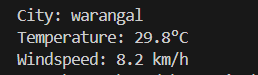 City: warangal
Temperature: 29.8°C
Windspeed: 8.2 km/h